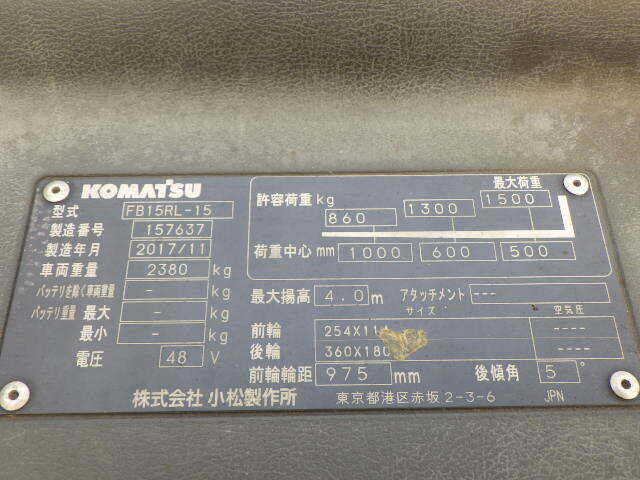 KOMATSU
型式 FB15RL-15
製造番号 157637
製造年月 2017/11
車両重量 2380 kg
バッテリを除く車両重量 - kg
バッテリ重量 最大 - kg
最小 - kg
電圧 48 V
最大荷重
許容荷重 kg 860 1300 1500
荷重中心 mm 1000 600 500
最大揚高 4.0 m アタッチメント ---
サイズ 空気圧
前輪 254X11 ----
後輪 360X180 ----
前輪輪距 975 mm 後傾角 5°
株式会社 小松製作所 東京都港区赤坂 2-3-6 JPN